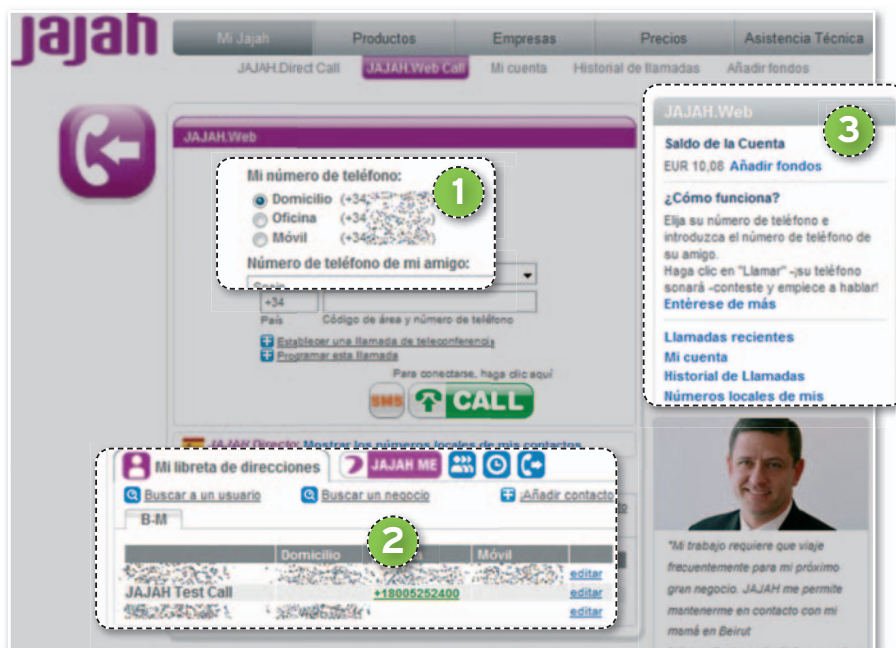 jajah
Mi Jajah Productos Empresas Precios Asistencia Técnica
JAJAH.Direct Call JAJAH.Web Call Mi cuenta Historial de llamadas Añadir fondos
JAJAH.Web
Mi número de teléfono:
Domicilio (+34
Oficina (+34
Móvil (+34
1
Número de teléfono de mi amigo:
Spain
+34
País Código de área y número de teléfono
Establecer una llamada de teleconferencia
Programar esta llamada
Para conectarse, haga clic aquí
SMS CALL
JAJAH.Directo: Mostrar los números locales de mis contactos
Mi libreta de direcciones JAJAH ME
Buscar a un usuario Buscar un negocio ¡Añadir contacto
B-M
2
Domicilio Móvil
editar
JAJAH Test Call +18005252400 editar
editar
JAJAH.Web
3
Saldo de la Cuenta
EUR 10,08 Añadir fondos
¿Cómo funciona?
Elija su número de teléfono e
introduzca el número de teléfono de
su amigo.
Haga clic en "Llamar" -¡su teléfono
sonará -conteste y empiece a hablar!
Entérese de más
Llamadas recientes
Mi cuenta
Historial de Llamadas
Números locales de mis
"Mi trabajo requiere que viaje
frecuentemente para mi próximo
gran negocio. JAJAH me permite
mantenerme en contacto con mi
mamá en Beirut